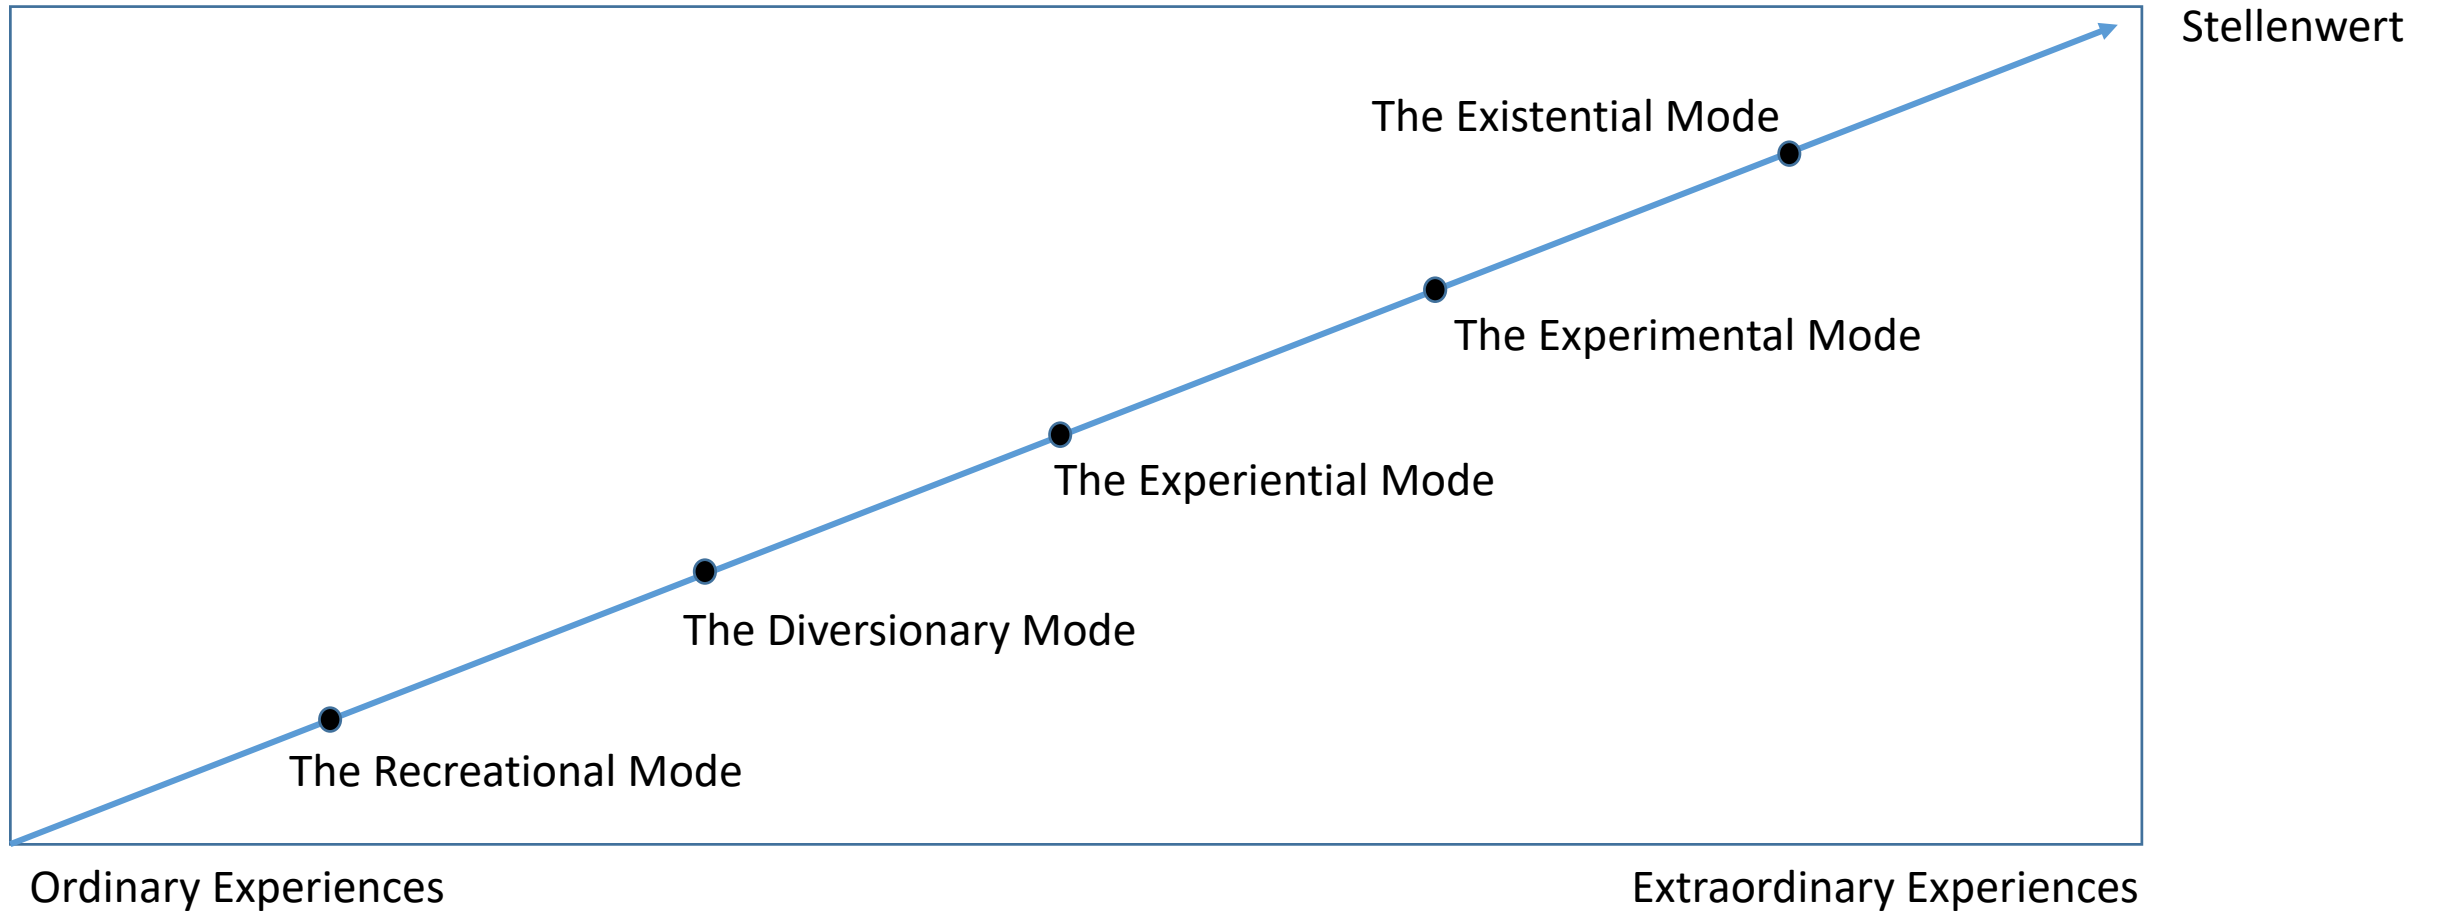 Stellenwert
The Existential Mode
The Experimental Mode
The Experiential Mode
The Diversionary Mode
The Recreational Mode
Ordinary Experiences
Extraordinary Experiences